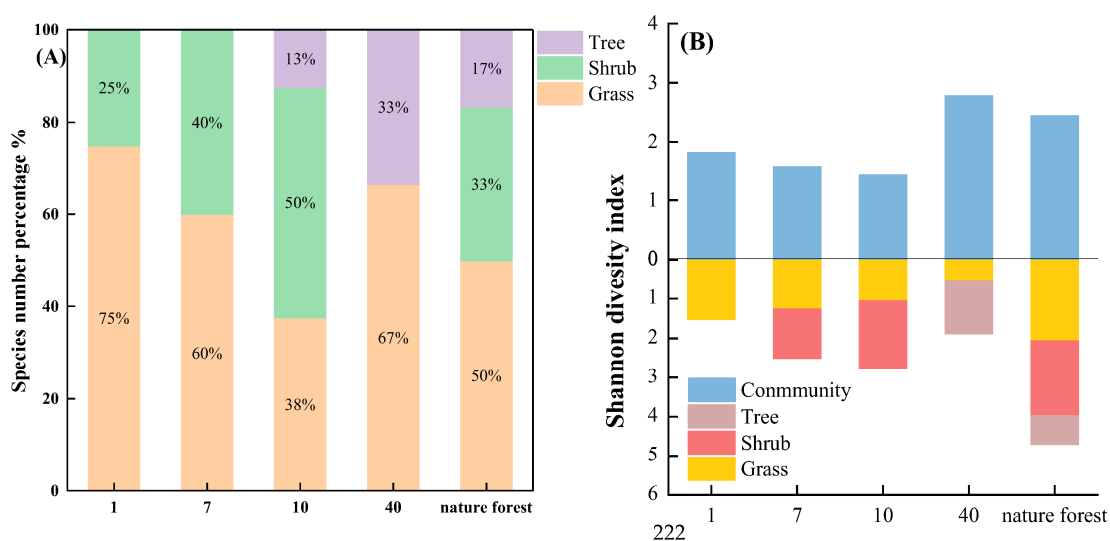 (A)
Species number percentage %
100
80
60
40
20
0
25%
75%
40%
60%
13%
50%
38%
33%
67%
17%
33%
50%
1
7
10
40
nature forest
Tree
Shrub
Grass
(B)
Shannon divesity index
4
3
2
1
0
1
2
3
4
5
6
Conmmunity
Tree
Shrub
Grass
1
7
10
40
nature forest
222